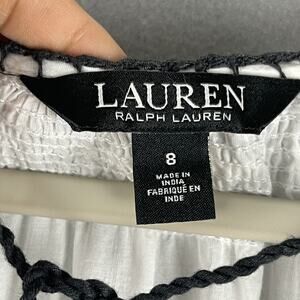 LAUREN
RALPH LAUREN
8
MADE IN
INDIA
FABRIQUÉ EN
INDE